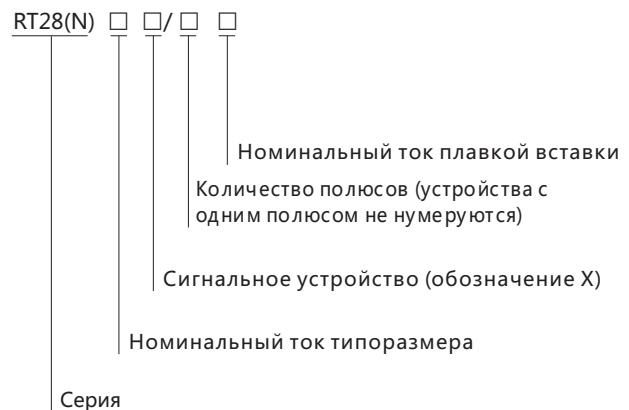 RT28(N) □ □/□ □
Номинальный ток плавкой вставки
Количество полюсов (устройства с
одним полюсом не нумеруются)
Сигнальное устройство (обозначение X)
Номинальный ток типоразмера
Серия